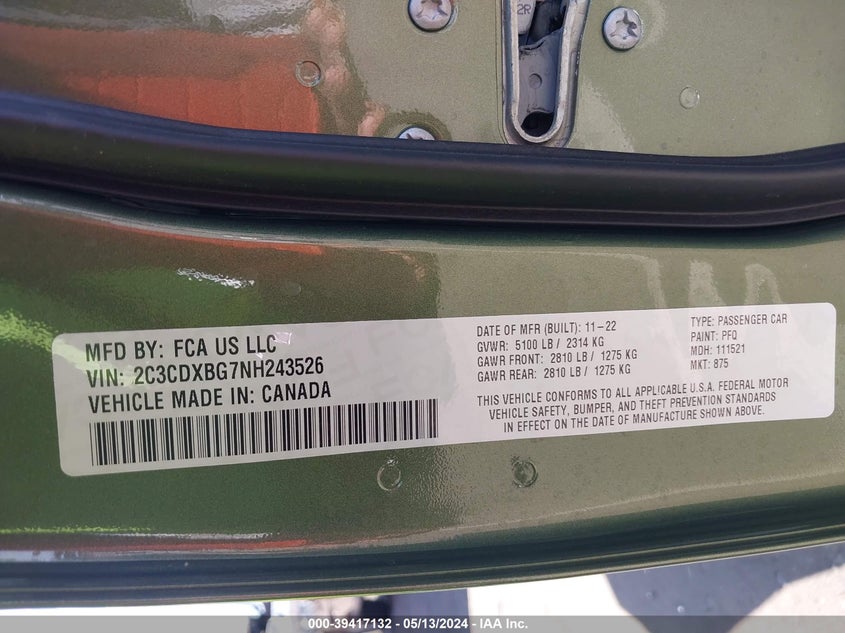 2R
MFD BY: FCA US LLC
VIN: 2C3CDXBG7NH243526
VEHICLE MADE IN: CANADA
DATE OF MFR (BUILT): 11-22
GVWR: 5100 LB / 2314 KG
GAWR FRONT: 2810 LB / 1275 KG
GAWR REAR: 2810 LB / 1275 KG
TYPE: PASSENGER CAR
PAINT: PFQ
MDH: 111521
MKT: 875
THIS VEHICLE CONFORMS TO ALL APPLICABLE U.S.A. FEDERAL MOTOR
VEHICLE SAFETY, BUMPER, AND THEFT PREVENTION STANDARDS
IN EFFECT ON THE DATE OF MANUFACTURE SHOWN ABOVE.
000-39417132 - 05/13/2024 - IAA Inc.